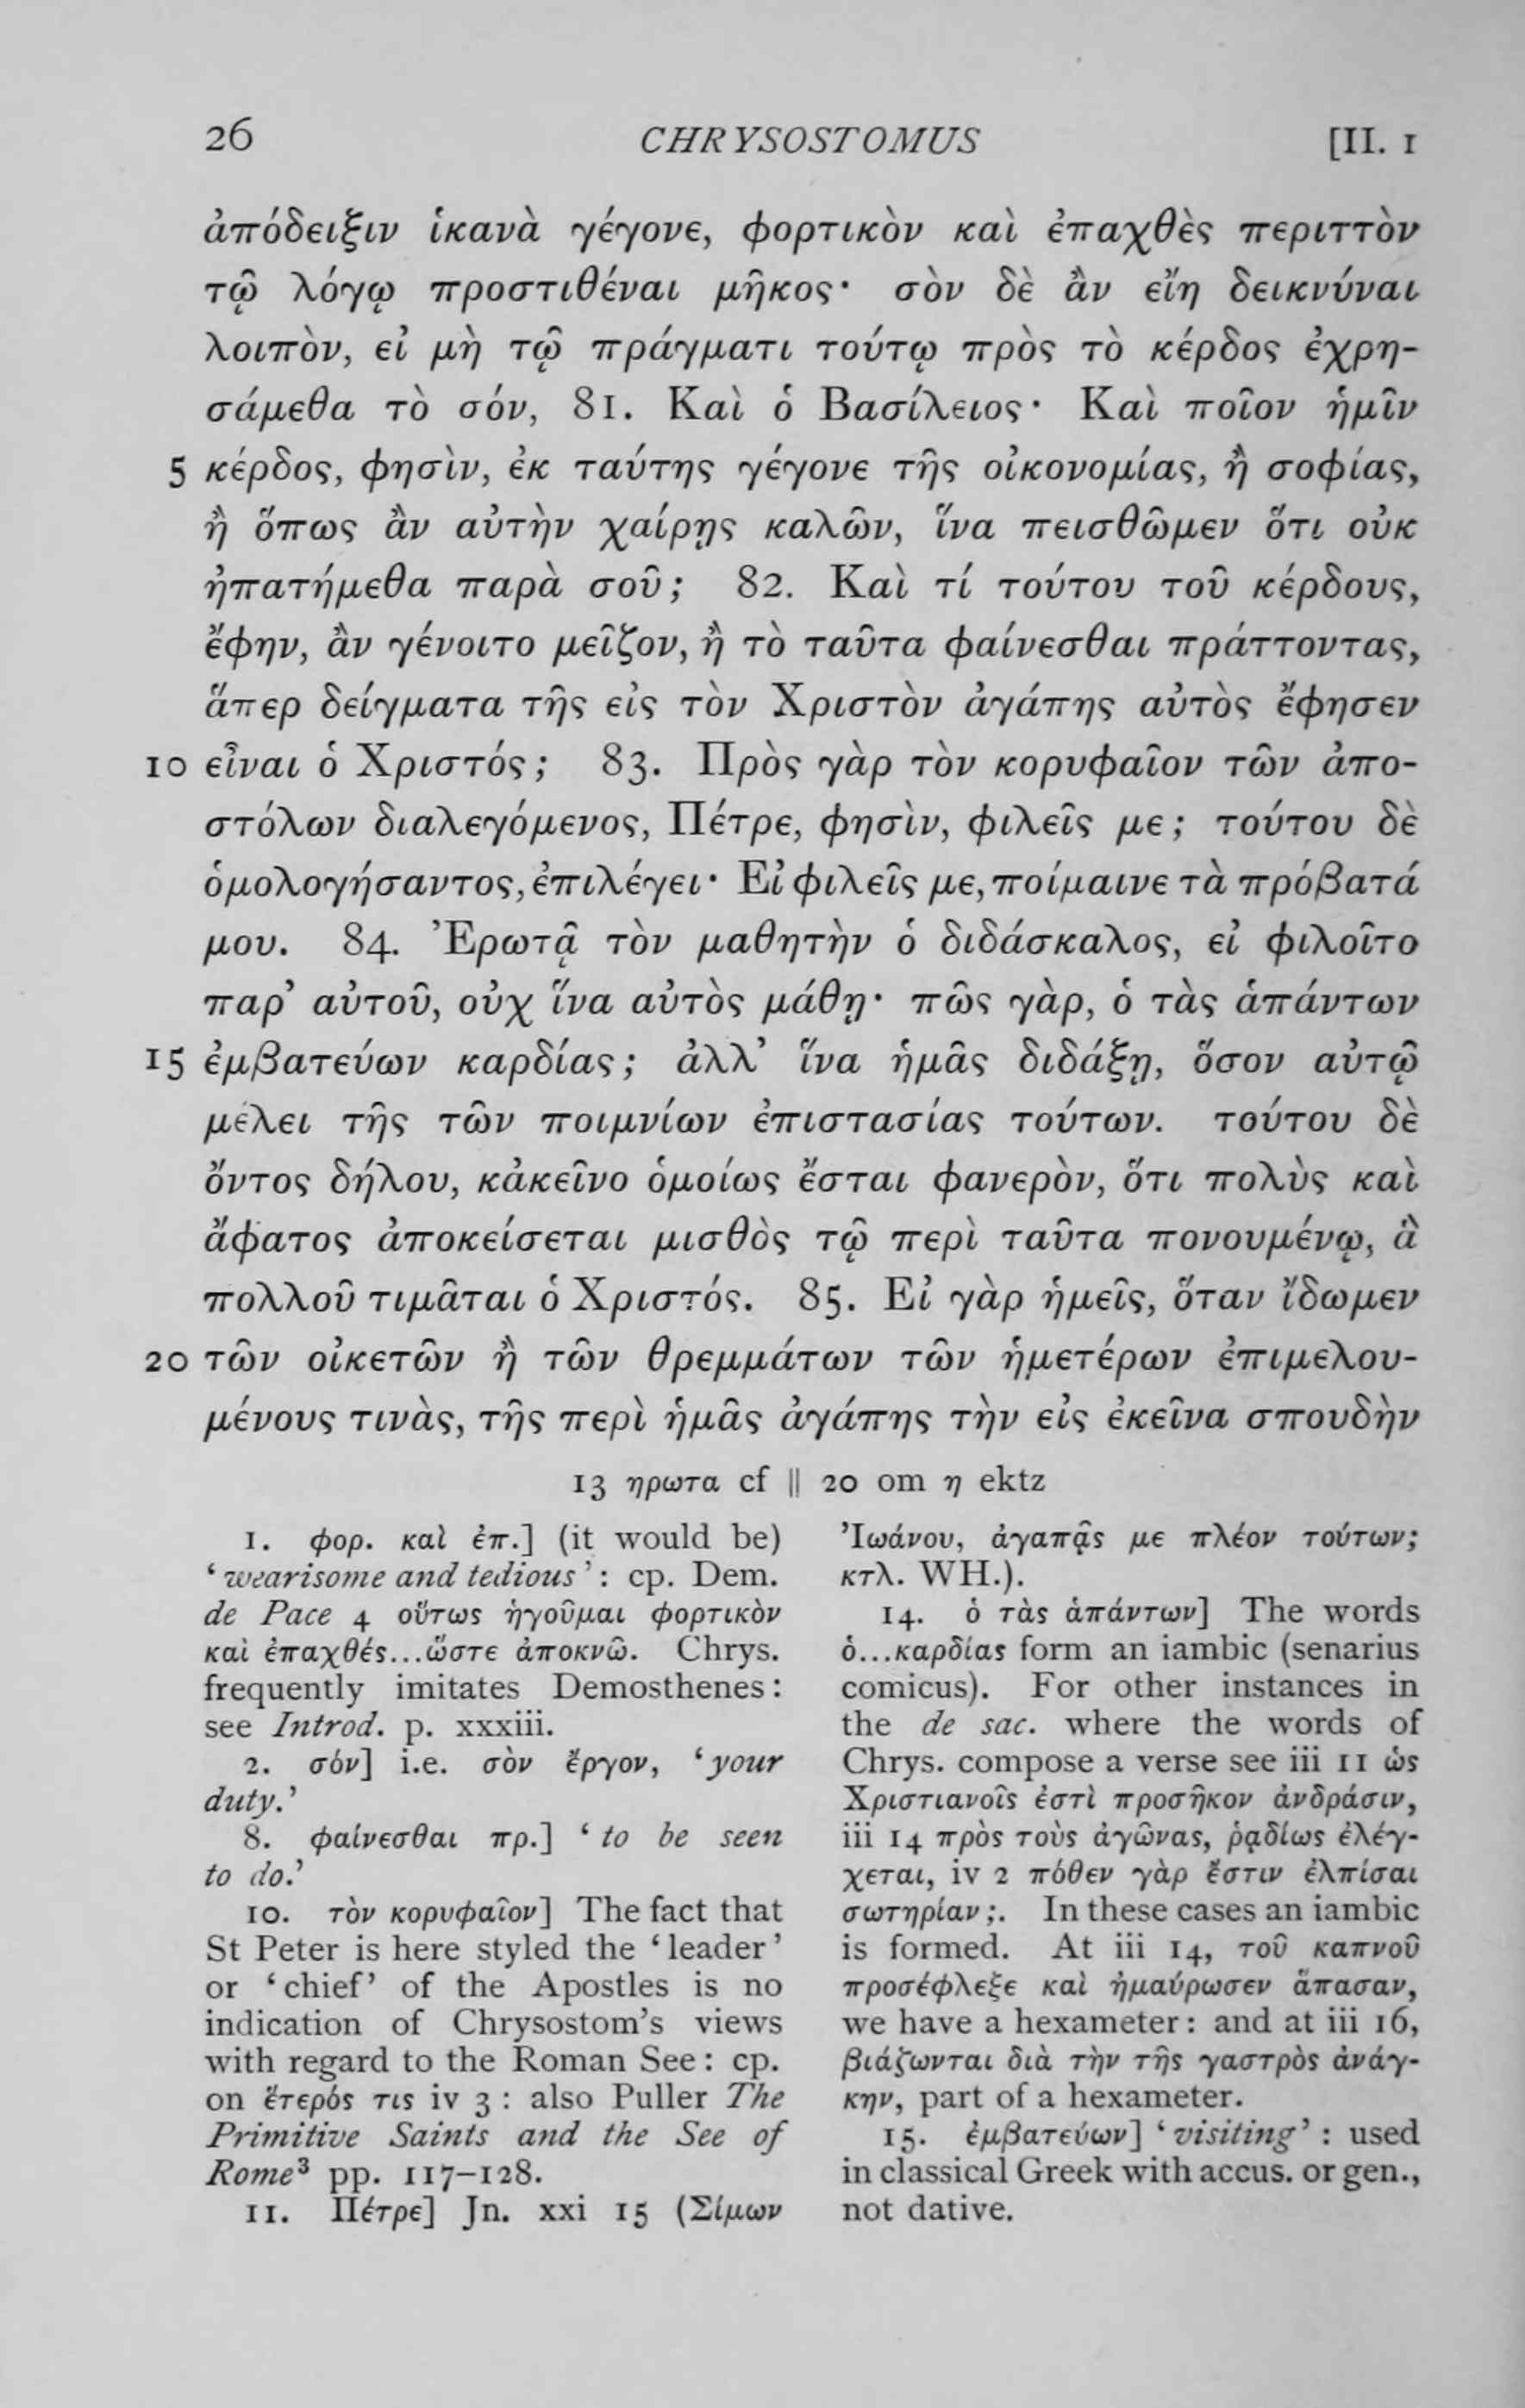 26 CHRYSOSTOMUS [II. 1
ἀπόδειξιν ἱκανὰ γέγονε, φορτικὸν καὶ ἐπαχθὲς περιττὸν
τῷ λόγῳ προστιθέναι μῆκος· σὸν δὲ ἂν εἴη δεικνύναι
λοιπὸν, εἰ μὴ τῷ πράγματι τούτῳ πρὸς τὸ κέρδος ἐχρη-
σάμεθα τὸ σόν, 81. Καὶ ὁ Βασίλειος· Καὶ ποῖον ἡμῖν
5 κέρδος, φησὶν, ἐκ ταύτης γέγονε τῆς οἰκονομίας, ἢ σοφίας,
ἢ ὅπως ἂν αὐτὴν χαίρῃς καλῶν, ἵνα πεισθῶμεν ὅτι οὐκ
ἠπατήμεθα παρὰ σοῦ; 82. Καὶ τί τούτου τοῦ κέρδους,
ἔφην, ἂν γένοιτο μεῖζον, ἢ τὸ ταῦτα φαίνεσθαι πράττοντας,
ἅπερ δείγματα τῆς εἰς τὸν Χριστὸν ἀγάπης αὐτὸς ἔφησεν
10 εἶναι ὁ Χριστός; 83. Πρὸς γὰρ τὸν κορυφαῖον τῶν ἀπο-
στόλων διαλεγόμενος, Πέτρε, φησὶν, φιλεῖς με; τούτου δὲ
ὁμολογήσαντος, ἐπιλέγει· Εἰ φιλεῖς με, ποίμαινε τὰ πρόβατά
μου. 84. Ἐρωτᾷ τὸν μαθητὴν ὁ διδάσκαλος, εἰ φιλοῖτο
παρ’ αὐτοῦ, οὐχ ἵνα αὐτὸς μάθῃ· πῶς γὰρ, ὁ τὰς ἁπάντων
15 ἐμβατεύων καρδίας; ἀλλ’ ἵνα ἡμᾶς διδάξῃ, ὅσον αὐτῷ
μέλει τῆς τῶν ποιμνίων ἐπιστασίας τούτων. τούτου δὲ
ὄντος δήλου, κἀκεῖνο ὁμοίως ἔσται φανερὸν, ὅτι πολὺς καὶ
ἄφατος ἀποκείσεται μισθὸς τῷ περὶ ταῦτα πονουμένῳ, ἃ
πολλοῦ τιμᾶται ὁ Χριστός. 85. Εἰ γὰρ ἡμεῖς, ὅταν ἴδωμεν
20 τῶν οἰκετῶν ἢ τῶν θρεμμάτων τῶν ἡμετέρων ἐπιμελου-
μένους τινὰς, τῆς περὶ ἡμᾶς ἀγάπης τὴν εἰς ἐκεῖνα σπουδὴν
13 ηρωτα cf || 20 om η ektz
1. φορ. καὶ ἐπ.] (it would be)
‘wearisome and tedious’: cp. Dem.
de Pace 4 οὕτως ἡγοῦμαι φορτικὸν
καὶ ἐπαχθές...ὥστε ἀποκνῶ. Chrys.
frequently imitates Demosthenes:
see Introd. p. xxxiii.
2. σόν] i.e. σὸν ἔργον, ‘your
duty.’
8. φαίνεσθαι πρ.] ‘to be seen
to do.’
10. τὸν κορυφαῖον] The fact that
St Peter is here styled the ‘leader’
or ‘chief’ of the Apostles is no
indication of Chrysostom’s views
with regard to the Roman See: cp.
on ἕτερός τις iv 3: also Puller The
Primitive Saints and the See of
Rome³ pp. 117–128.
11. Πέτρε] Jn. xxi 15 (Σίμων
Ἰωάνου, ἀγαπᾷς με πλέον τούτων;
κτλ. WH.).
14. ὁ τὰς ἁπάντων] The words
ὁ...καρδίας form an iambic (senarius
comicus). For other instances in
the de sac. where the words of
Chrys. compose a verse see iii 11 ὡς
Χριστιανοῖς ἐστὶ προσῆκον ἀνδράσιν,
iii 14 πρὸς τοὺς ἀγῶνας, ῥᾳδίως ἐλέγ-
χεται, iv 2 πόθεν γὰρ ἔστιν ἐλπίσαι
σωτηρίαν;. In these cases an iambic
is formed. At iii 14, τοῦ καπνοῦ
προσέφλεξε καὶ ἠμαύρωσεν ἅπασαν,
we have a hexameter: and at iii 16,
βιάζωνται διὰ τὴν τῆς γαστρὸς ἀνάγ-
κην, part of a hexameter.
15. ἐμβατεύων] ‘visiting’: used
in classical Greek with accus. or gen.,
not dative.